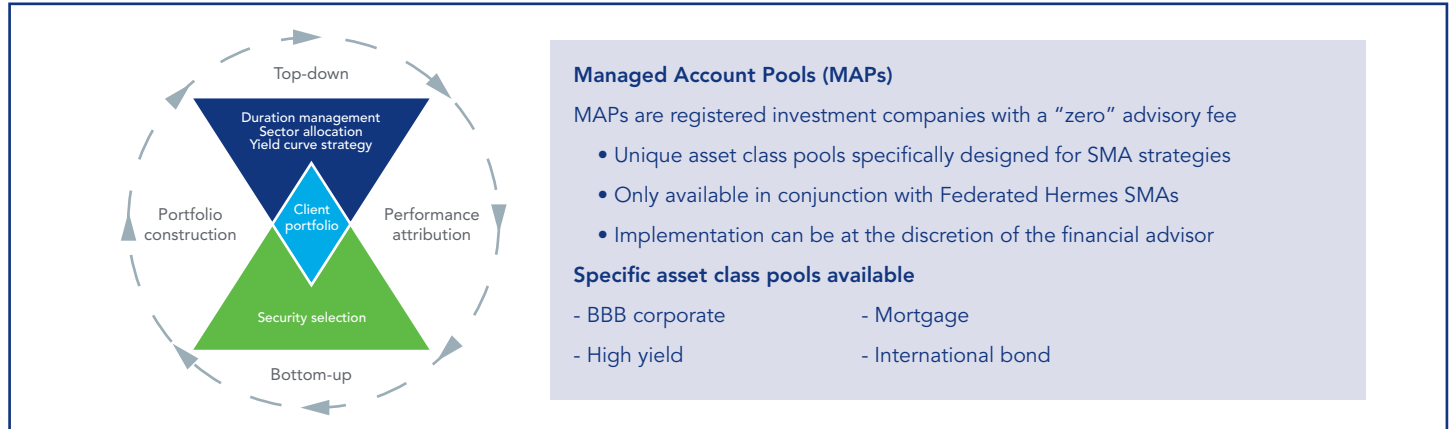 Top-down
Duration management
Sector allocation
Yield curve strategy
Portfolio
construction
Client
portfolio
Performance
attribution
Security selection
Bottom-up
Managed Account Pools (MAPs)
MAPs are registered investment companies with a “zero” advisory fee
• Unique asset class pools specifically designed for SMA strategies
• Only available in conjunction with Federated Hermes SMAs
• Implementation can be at the discretion of the financial advisor
Specific asset class pools available
- BBB corporate - Mortgage
- High yield - International bond